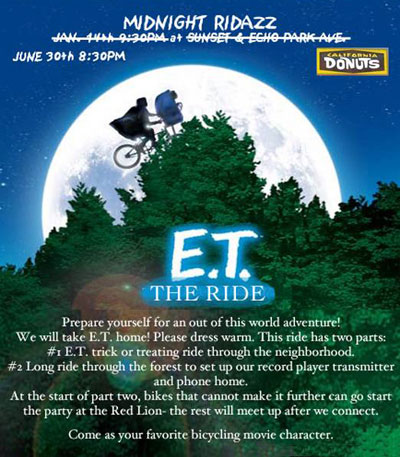 MIDNIGHT RIDAZZ
JAN. 14th 9:30PM at SUNSET & ECHO PARK AVE.
JUNE 30th 8:30PM
CALIFORNIA
DONUTS
E.T.
THE RIDE
Prepare yourself for an out of this world adventure!
We will take E.T. home! Please dress warm. This ride has two parts:
#1 E.T. trick or treating ride through the neighborhood.
#2 Long ride through the forest to set up our record player transmitter
and phone home.
At the start of part two, bikes that cannot make it further can go start
the party at the Red Lion- the rest will meet up after we connect.
Come as your favorite bicycling movie character.